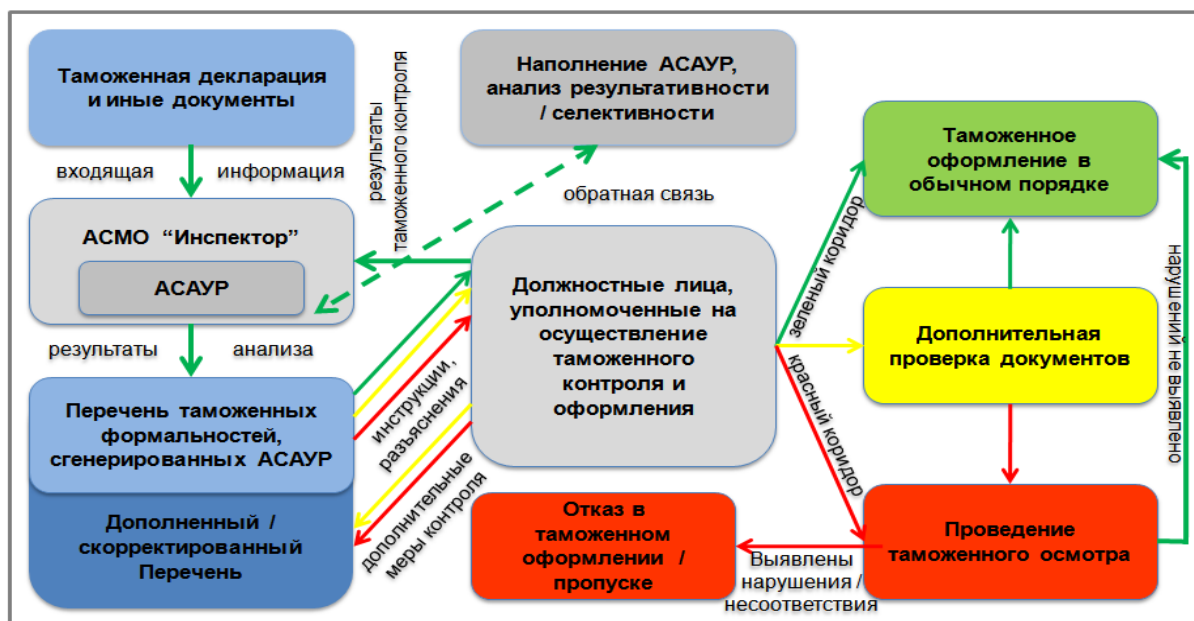 Таможенная декларация
и иные документы
входящая
информация
АСМО “Инспектор”
АСАУР
результаты
анализа
Перечень таможенных
формальностей,
сгенерированных АСАУР
Дополненный /
скорректированный
Перечень
результаты
таможенного контроля
Наполнение АСАУР,
анализ результативности
/ селективности
обратная связь
инструкции,
разъяснения
дополнительные
меры контроля
Должностные лица,
уполномоченные на
осуществление
таможенного
контроля и
оформления
зеленый коридор
красный коридор
Таможенное
оформление в
обычном порядке
Дополнительная
проверка документов
нарушений не выявлено
Проведение
таможенного осмотра
Выявлены
нарушения /
несоответствия
Отказ в
таможенном
оформлении /
пропуске